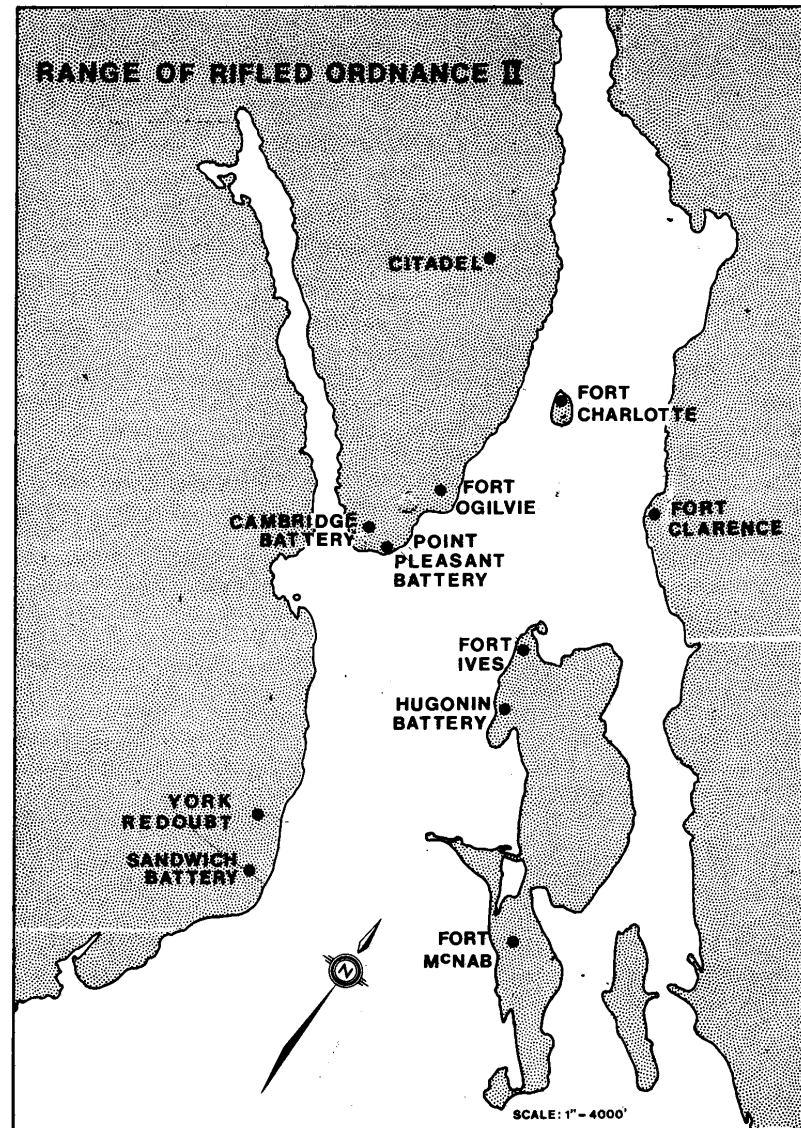 RANGE OF RIFLED ORDNANCE II
CITADEL
FORT
CHARLOTTE
FORT
OGILVIE
FORT
CLARENCE
CAMBRIDGE
BATTERY
POINT
PLEASANT
BATTERY
FORT
IVES
HUGONIN
BATTERY
YORK
REDOUBT
SANDWICH
BATTERY
FORT
McNAB
N
SCALE: 1" - 4000'